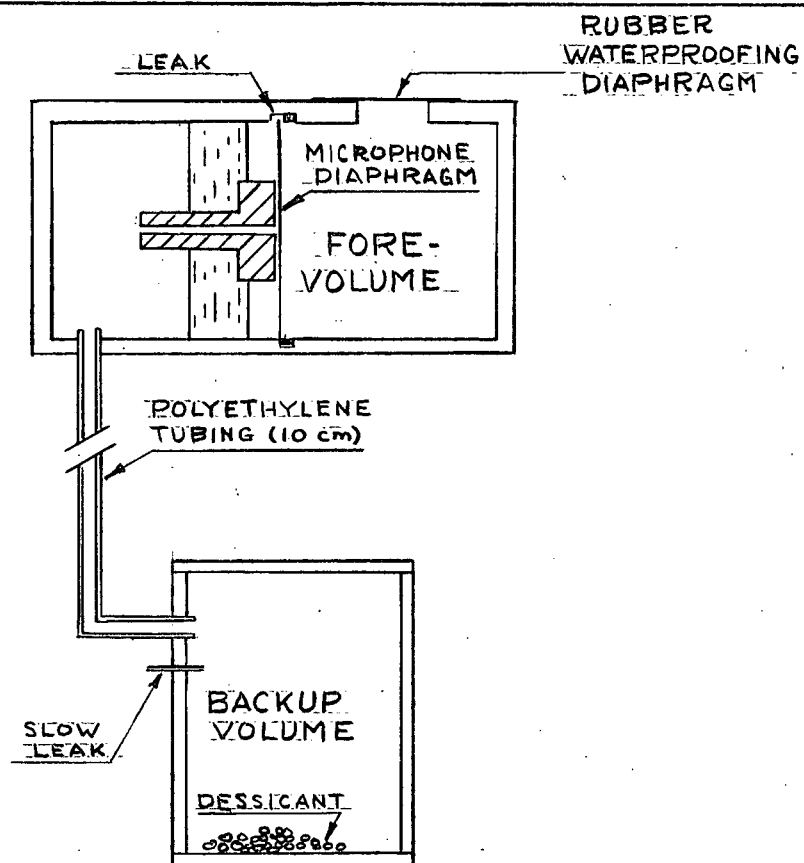 RUBBER
WATERPROOFING
DIAPHRAGM
LEAK
MICROPHONE
DIAPHRAGM
FORE-
VOLUME
POLYETHYLENE
TUBING (10 cm)
BACKUP
VOLUME
SLOW
LEAK
DESSICANT